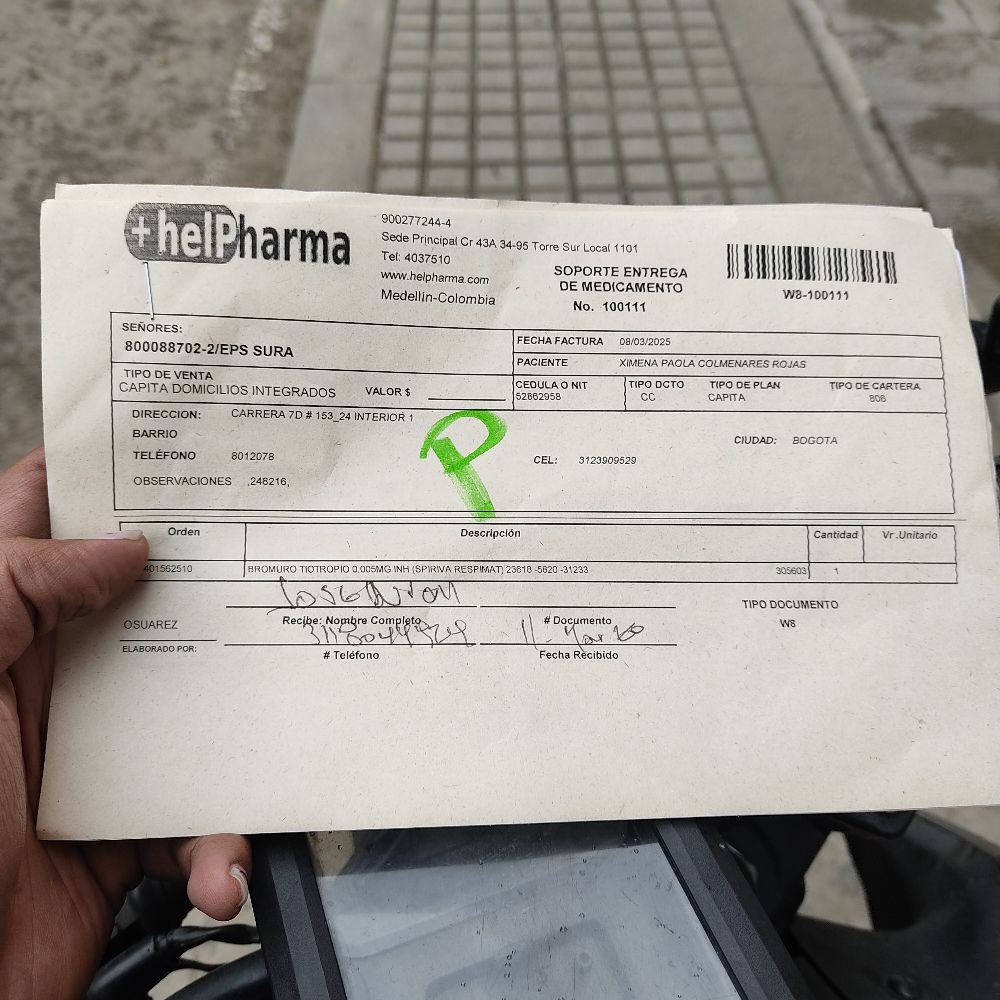 +helPharma
900277244-4
Sede Principal Cr 43A 34-95 Torre Sur Local 1101
Tel: 4037510
www.helpharma.com
Medellín-Colombia
SOPORTE ENTREGA
DE MEDICAMENTO
No. 100111
W8-100111
SEÑORES:
800088702-2/EPS SURA
FECHA FACTURA 08/03/2025
PACIENTE XIMENA PAOLA COLMENARES ROJAS
TIPO DE VENTA
CAPITA DOMICILIOS INTEGRADOS VALOR $
CEDULA O NIT TIPO DCTO TIPO DE PLAN TIPO DE CARTERA
52862958 CC CAPITA 806
DIRECCION: CARRERA 7D # 153_24 INTERIOR 1
BARRIO
CIUDAD: BOGOTA
TELÉFONO 8012078
CEL: 3123909529
OBSERVACIONES ,246216,
P
Orden Descripción Cantidad Vr.Unitario
401562510 BROMURO TIOTROPIO 0.005MG INH (SPIRIVA RESPIMAT) 23618 -5620 -31233 305603 1
TIPO DOCUMENTO
W8
Recibe: Nombre Completo # Documento
OSUAREZ
11-Mar
ELABORADO POR:
# Teléfono Fecha Recibido